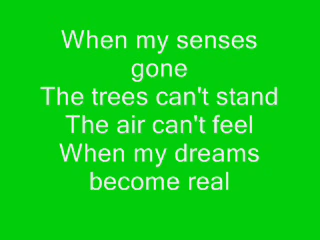 When my senses
gone
The trees can't stand
The air can't feel
When my dreams
become real